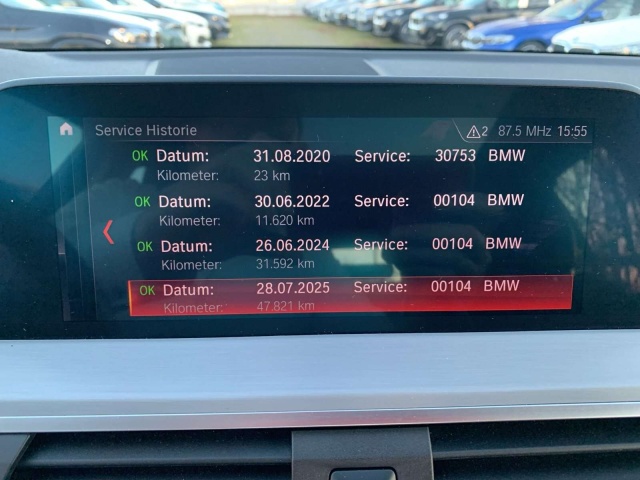 Service Historie 2 87.5 MHz 15:55
OK Datum: 31.08.2020 Service: 30753 BMW
Kilometer: 23 km
OK Datum: 30.06.2022 Service: 00104 BMW
Kilometer: 11.620 km
OK Datum: 26.06.2024 Service: 00104 BMW
Kilometer: 31.592 km
OK Datum: 28.07.2025 Service: 00104 BMW
Kilometer: 47.821 km